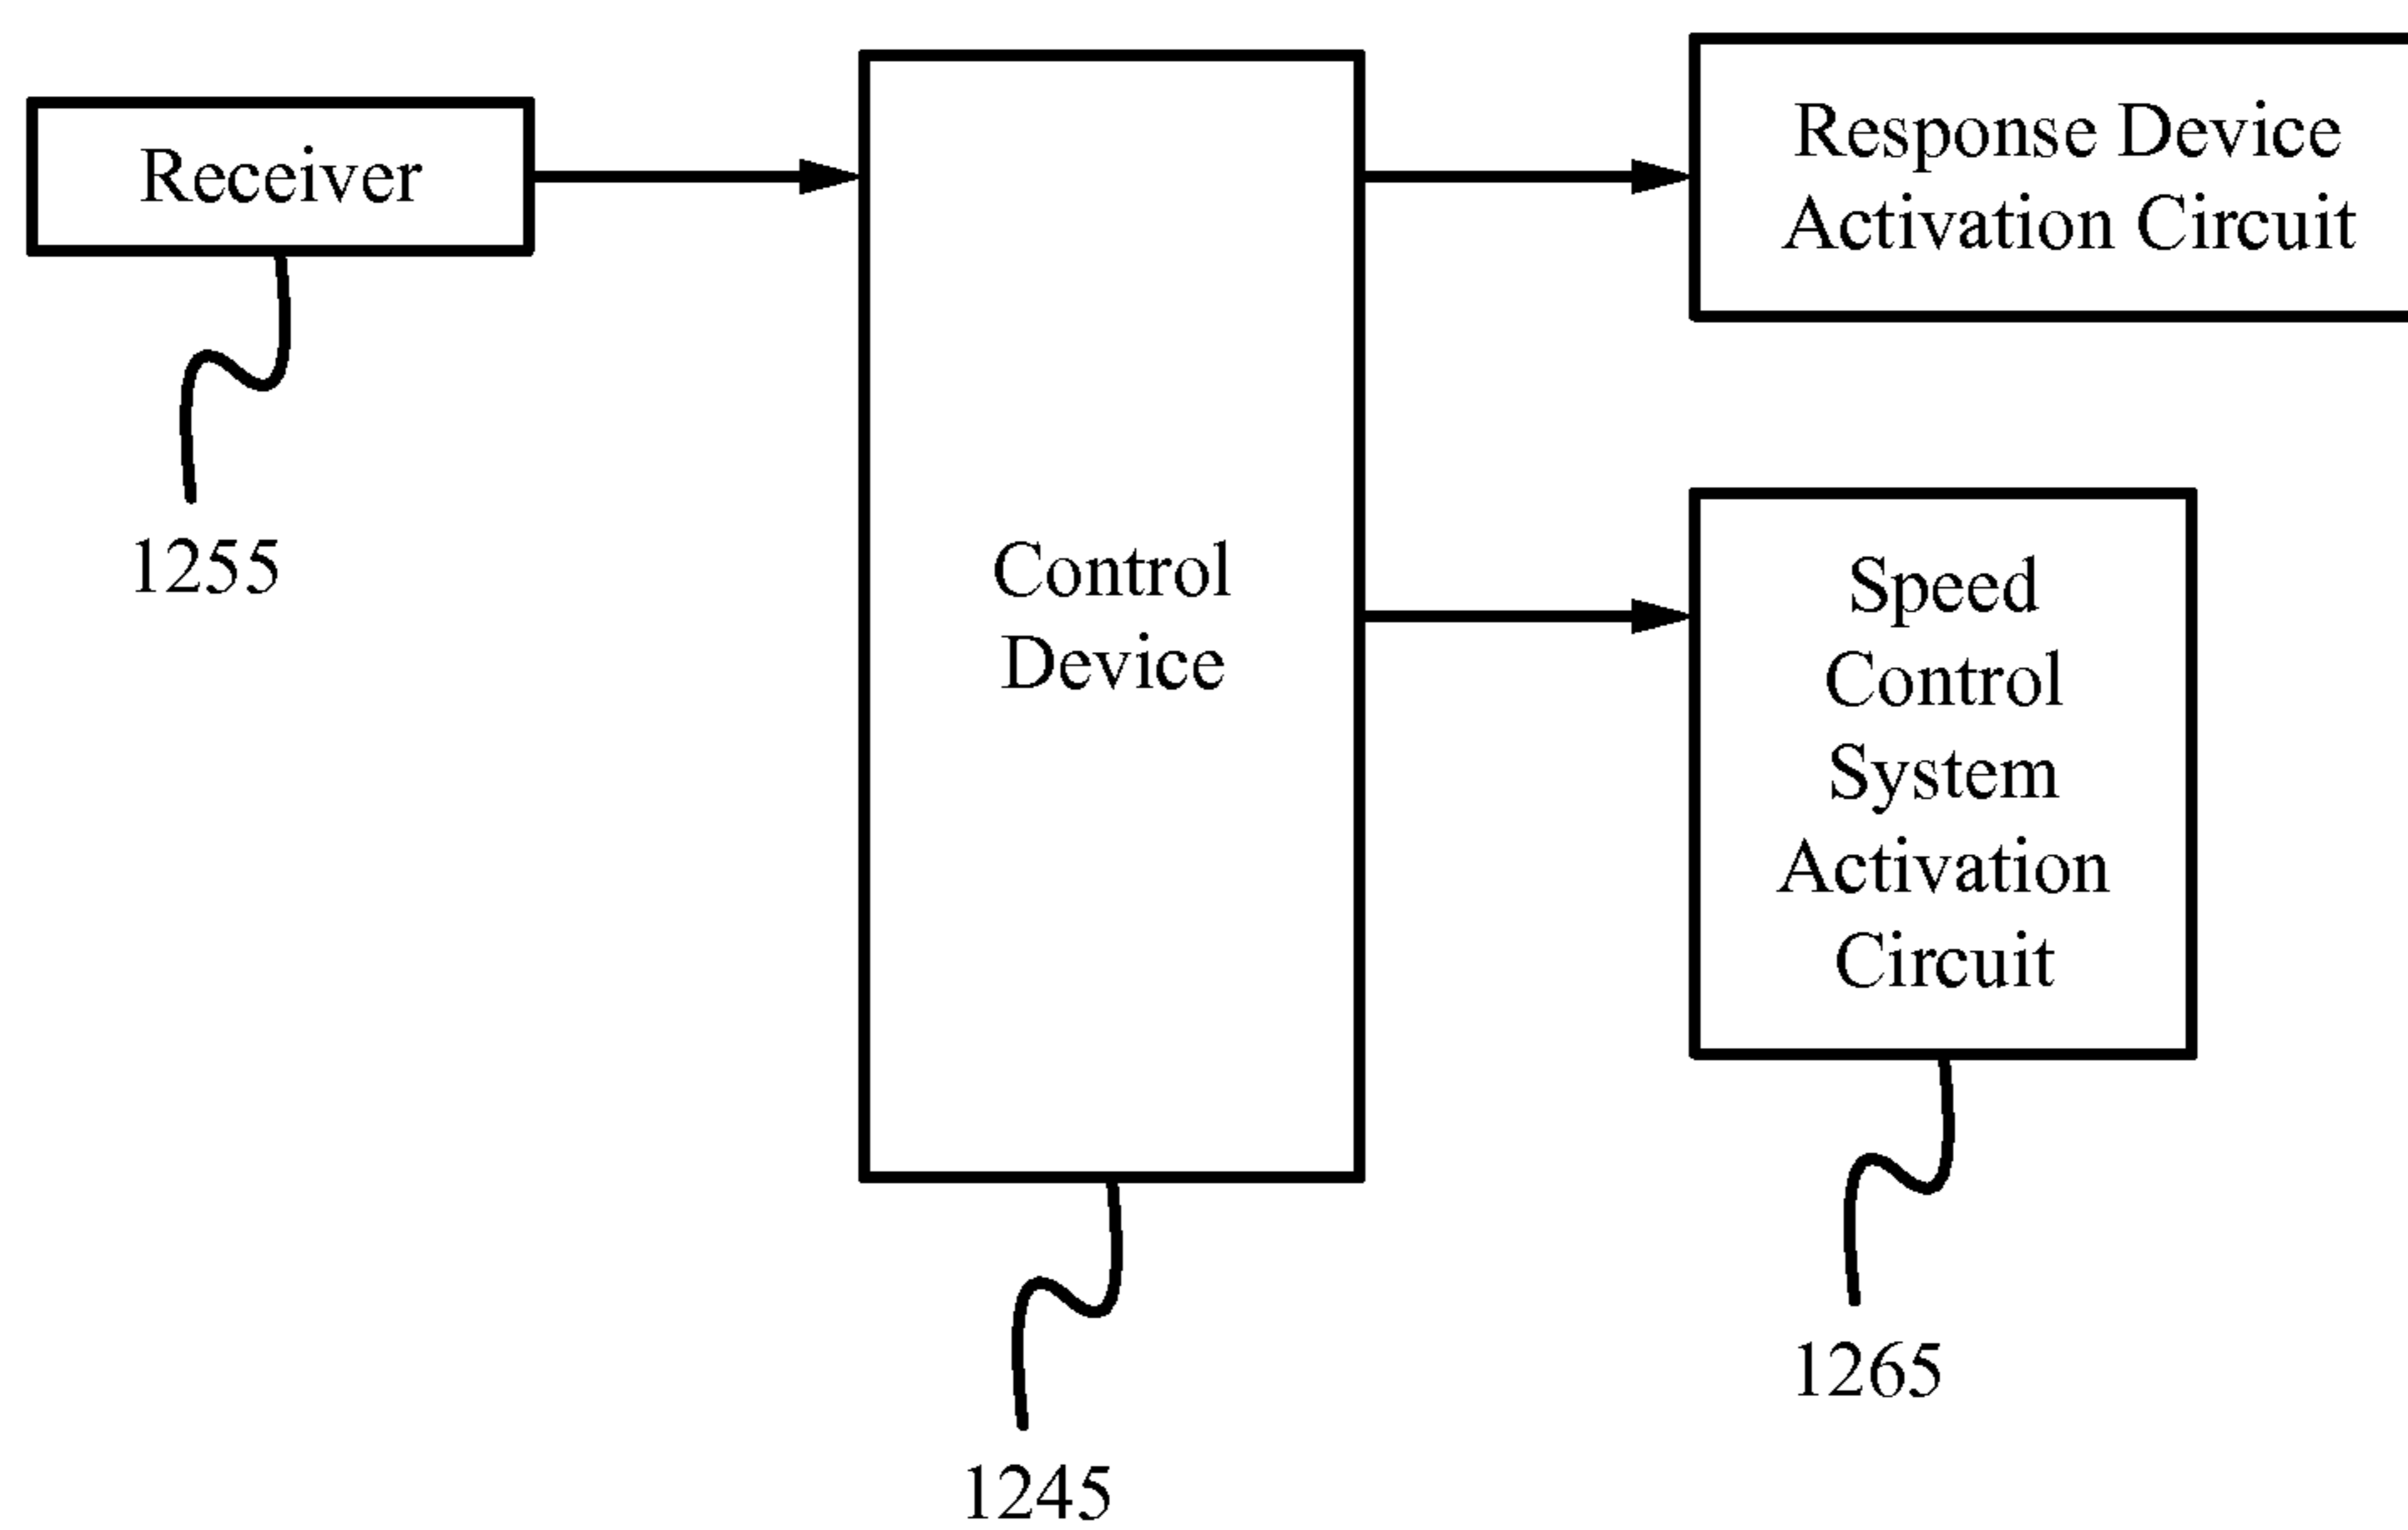 Receiver
1255
Control
Device
1245
Response Device
Activation Circuit
Speed
Control
System
Activation
Circuit
1265